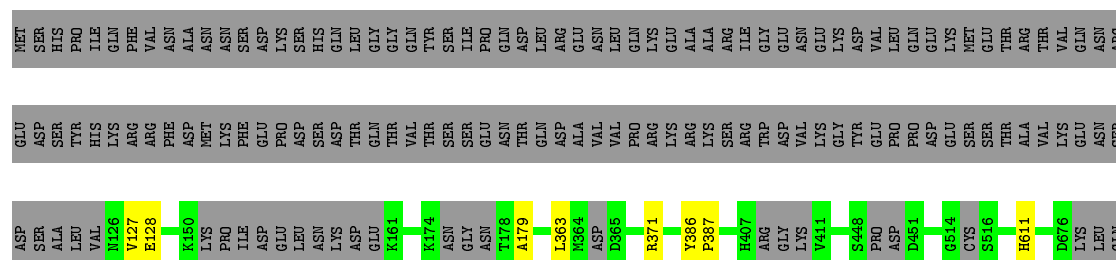 MET SER HIS PRO ILE GLN PHE VAL ASN ALA ASN ASN SER ASP LYS SER HIS GLN LEU GLY GLY GLN TYR SER ILE PRO GLN ASP LEU ARG GLU ASN LEU GLN LYS GLU ALA ALA ARG ILE GLY GLU ASN GLU LYS ASP VAL LEU GLN GLU LYS MET GLU THR ARG THR VAL GLN ASN
GLU ASP SER TYR HIS LYS ARG ARG PHE ASP MET LYS PHE GLU PRO ASP SER ASP THR GLN THR VAL THR SER SER GLU ASN THR GLN ASP ALA VAL VAL PRO ARG LYS ARG LYS SER ARG TRP ASP VAL LYS GLY TYR GLU PRO PRO ASP GLU SER SER THR ALA VAL LYS GLU ASN
ASP SER ALA LEU VAL N126 V127 E128 K150 LYS PRO ILE ASP GLU LEU ASN LYS ASP GLU K161 K174 ASN GLY ASN T178 A179 L363 M364 ASP D365 R371 Y386 P387 H407 ARG GLY LYS V411 S448 PRO ASP D451 G514 CYS S516 H611 D676 LYS LEU